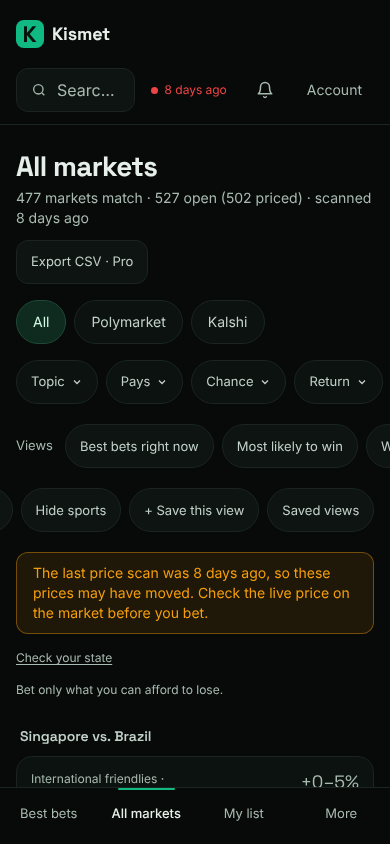 K Kismet
Searc...
8 days ago
Account
All markets
477 markets match · 527 open (502 priced) · scanned
8 days ago
Export CSV · Pro
All
Polymarket
Kalshi
Topic
Pays
Chance
Return
Views
Best bets right now
Most likely to win
W
Hide sports
+ Save this view
Saved views
The last price scan was 8 days ago, so these
prices may have moved. Check the live price on
the market before you bet.
Check your state
Bet only what you can afford to lose.
Singapore vs. Brazil
International friendlies ·
+0–5%
Best bets
All markets
My list
More